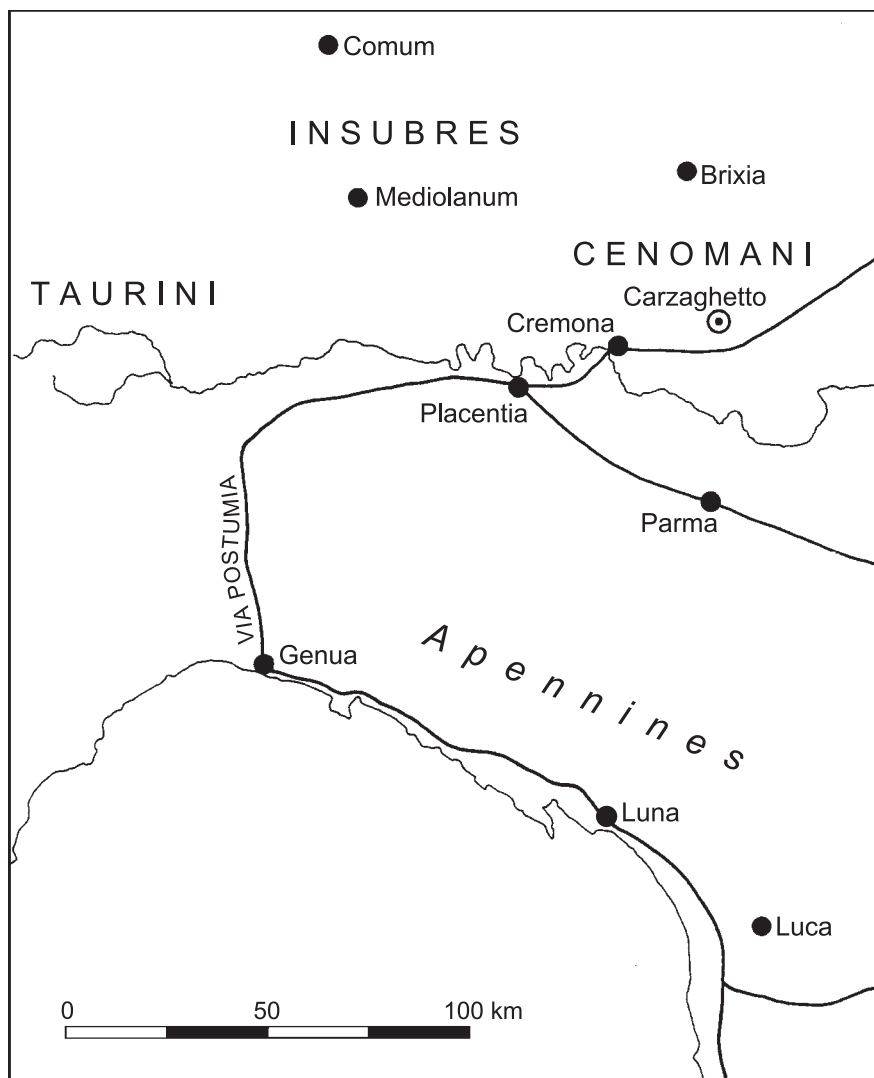 Comum
INSUBRES
Brixia
Mediolanum
CENOMANI
TAURINI
Carzaghetto
Cremona
Placentia
VIA POSTUMIA
Parma
Apennines
Genua
Luna
Luca
0 50 100 km